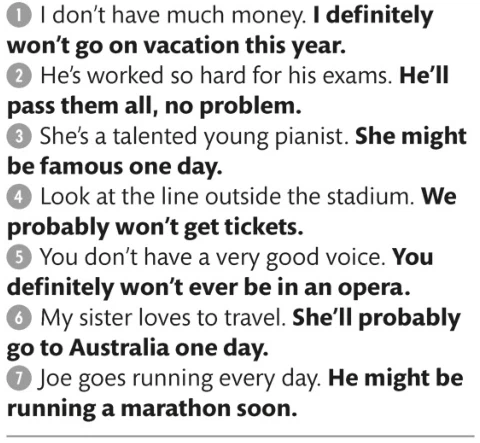 1 I don't have much money. I definitely
won't go on vacation this year.
2 He's worked so hard for his exams. He'll
pass them all, no problem.
3 She's a talented young pianist. She might
be famous one day.
4 Look at the line outside the stadium. We
probably won't get tickets.
5 You don't have a very good voice. You
definitely won't ever be in an opera.
6 My sister loves to travel. She'll probably
go to Australia one day.
7 Joe goes running every day. He might be
running a marathon soon.